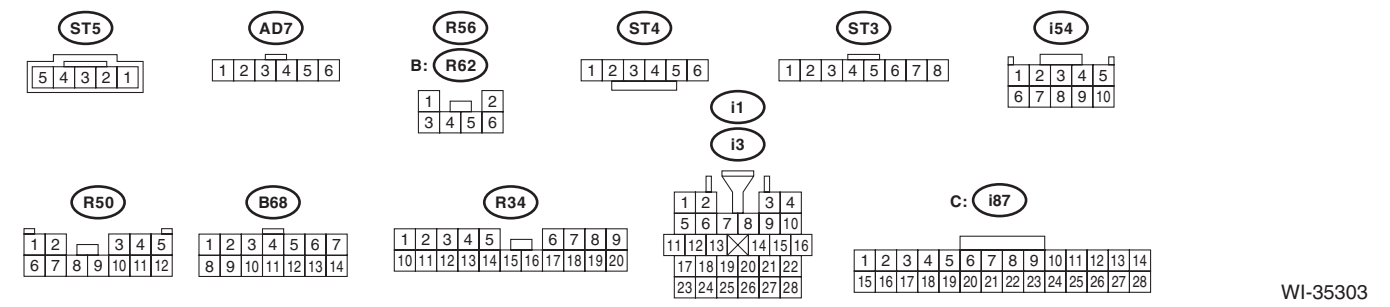 ST5
5 4 3 2 1
AD7
1 2 3 4 5 6
R56
B: R62
1 2
3 4 5 6
ST4
1 2 3 4 5 6
ST3
1 2 3 4 5 6 7 8
i54
1 2 3 4 5
6 7 8 9 10
R50
1 2 3 4 5
6 7 8 9 10 11 12
B68
1 2 3 4 5 6 7
8 9 10 11 12 13 14
R34
1 2 3 4 5 6 7 8 9
10 11 12 13 14 15 16 17 18 19 20
i1
i3
1 2 3 4
5 6 7 8 9 10
11 12 13 14 15 16
17 18 19 20 21 22
23 24 25 26 27 28
C: i87
1 2 3 4 5 6 7 8 9 10 11 12 13 14
15 16 17 18 19 20 21 22 23 24 25 26 27 28
WI-35303